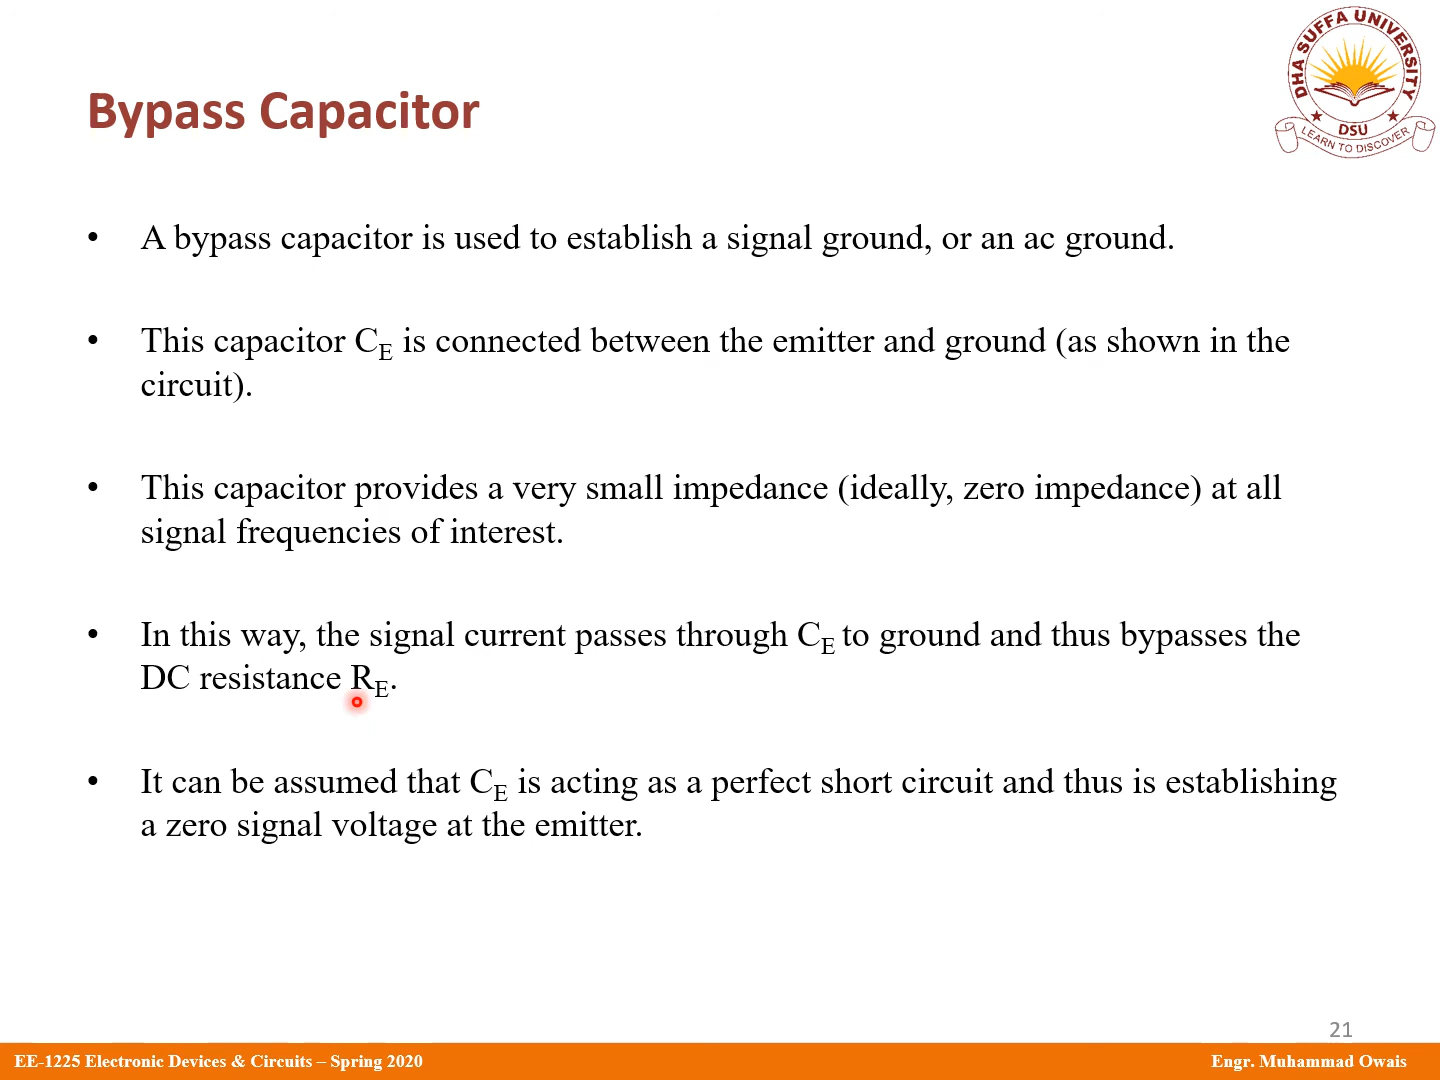 DHA SUFFA UNIVERSITY
DSU
LEARN TO DISCOVER
Bypass Capacitor
• A bypass capacitor is used to establish a signal ground, or an ac ground.
• This capacitor CE is connected between the emitter and ground (as shown in the
circuit).
• This capacitor provides a very small impedance (ideally, zero impedance) at all
signal frequencies of interest.
• In this way, the signal current passes through CE to ground and thus bypasses the
DC resistance RE.
• It can be assumed that CE is acting as a perfect short circuit and thus is establishing
a zero signal voltage at the emitter.
21
EE-1225 Electronic Devices & Circuits – Spring 2020
Engr. Muhammad Owais